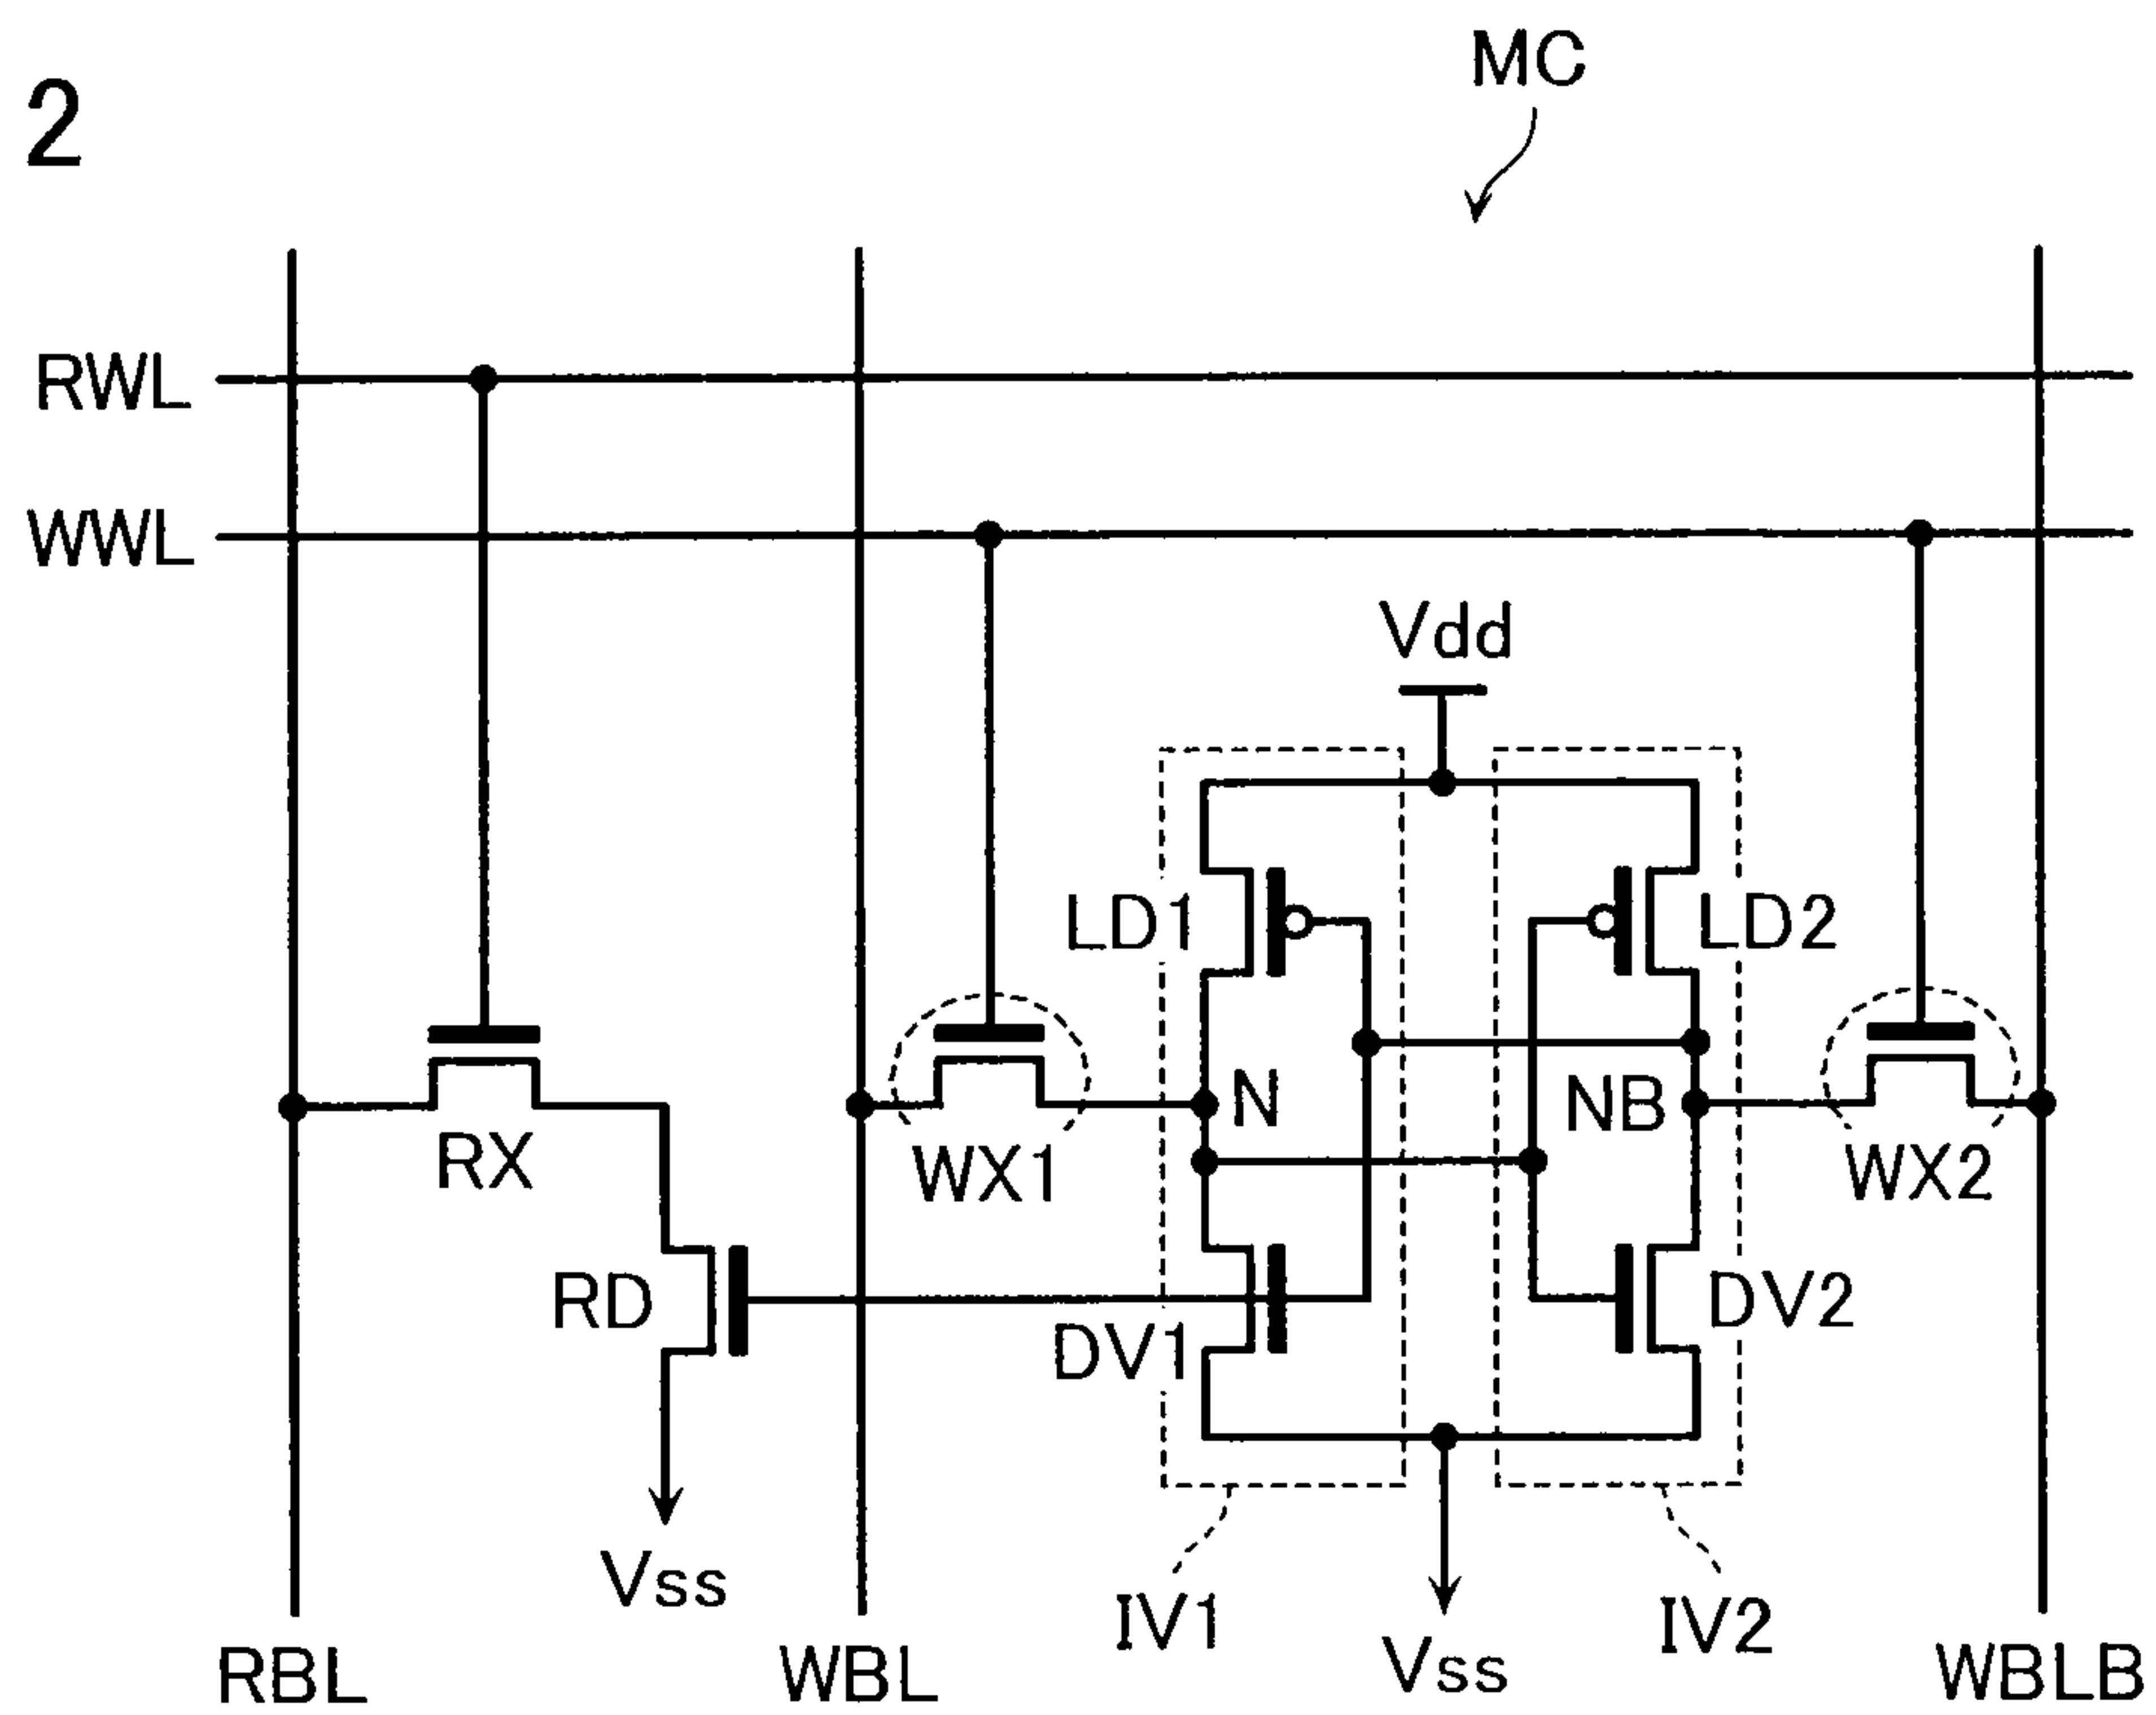 2
MC
RWL
WWL
Vdd
LD1
LD2
N
NB
RX
WX1
WX2
RD
DV1
DV2
Vss
IV1
IV2
Vss
RBL
WBL
WBLB